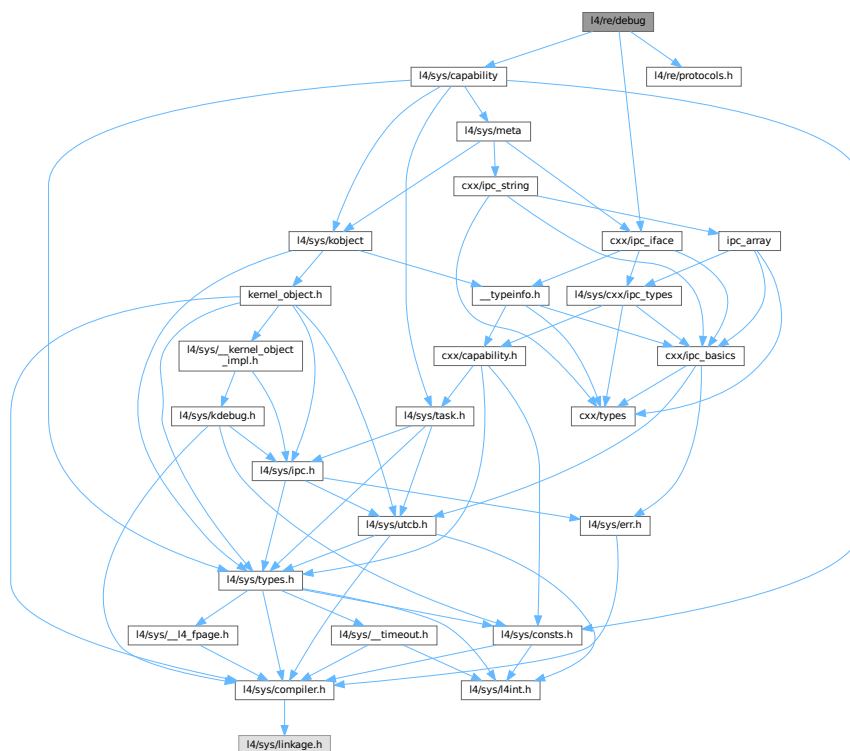 l4/re/debug
l4/sys/capability
l4/re/protocols.h
l4/sys/meta
cxx/ipc_string
l4/sys/kobject
cxx/ipc_iface
ipc_array
kernel_object.h
__typeinfo.h
l4/sys/cxx/ipc_types
l4/sys/__kernel_object
_impl.h
cxx/capability.h
cxx/ipc_basics
l4/sys/kdebug.h
l4/sys/task.h
cxx/types
l4/sys/ipc.h
l4/sys/utcb.h
l4/sys/err.h
l4/sys/types.h
l4/sys/__l4_fpage.h
l4/sys/__timeout.h
l4/sys/consts.h
l4/sys/compiler.h
l4/sys/l4int.h
l4/sys/linkage.h